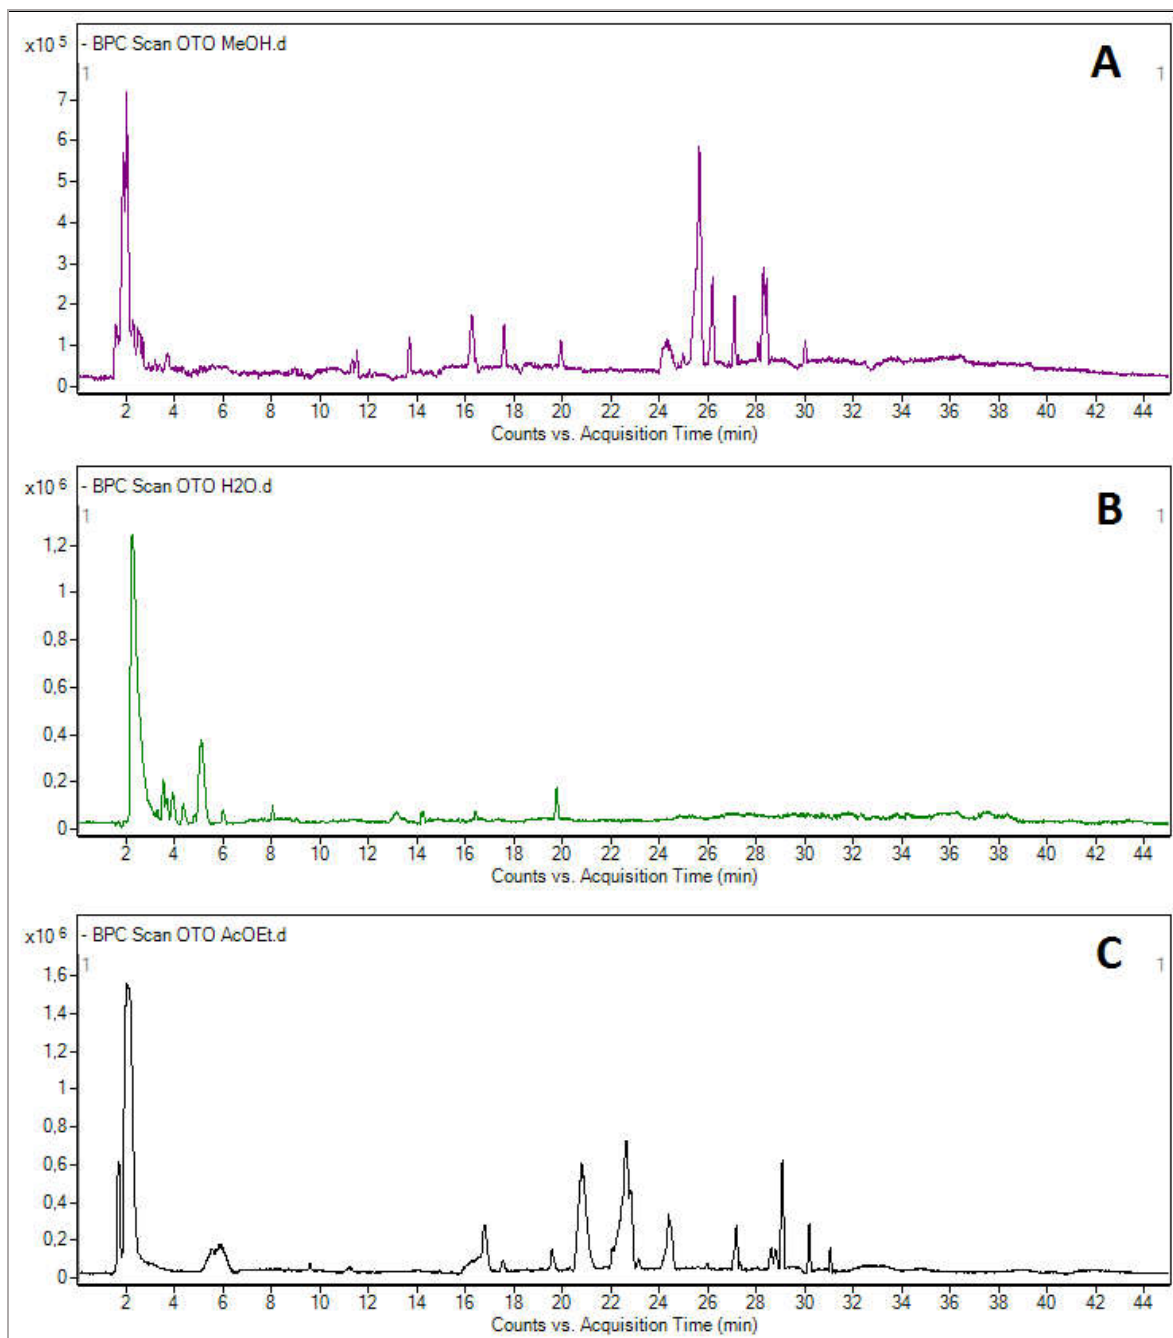 x10 5 - BPC Scan OTO MeOH.d
A
1 1
7
6
5
4
3
2
1
0
2 4 6 8 10 12 14 16 18 20 22 24 26 28 30 32 34 36 38 40 42 44
Counts vs. Acquisition Time (min)
x10 6 - BPC Scan OTO H2O.d
B
1 1
1,2
1
0,8
0,6
0,4
0,2
0
2 4 6 8 10 12 14 16 18 20 22 24 26 28 30 32 34 36 38 40 42 44
Counts vs. Acquisition Time (min)
x10 6 - BPC Scan OTO AcOEt.d
C
1 1
1,6
1,4
1,2
1
0,8
0,6
0,4
0,2
0
2 4 6 8 10 12 14 16 18 20 22 24 26 28 30 32 34 36 38 40 42 44
Counts vs. Acquisition Time (min)